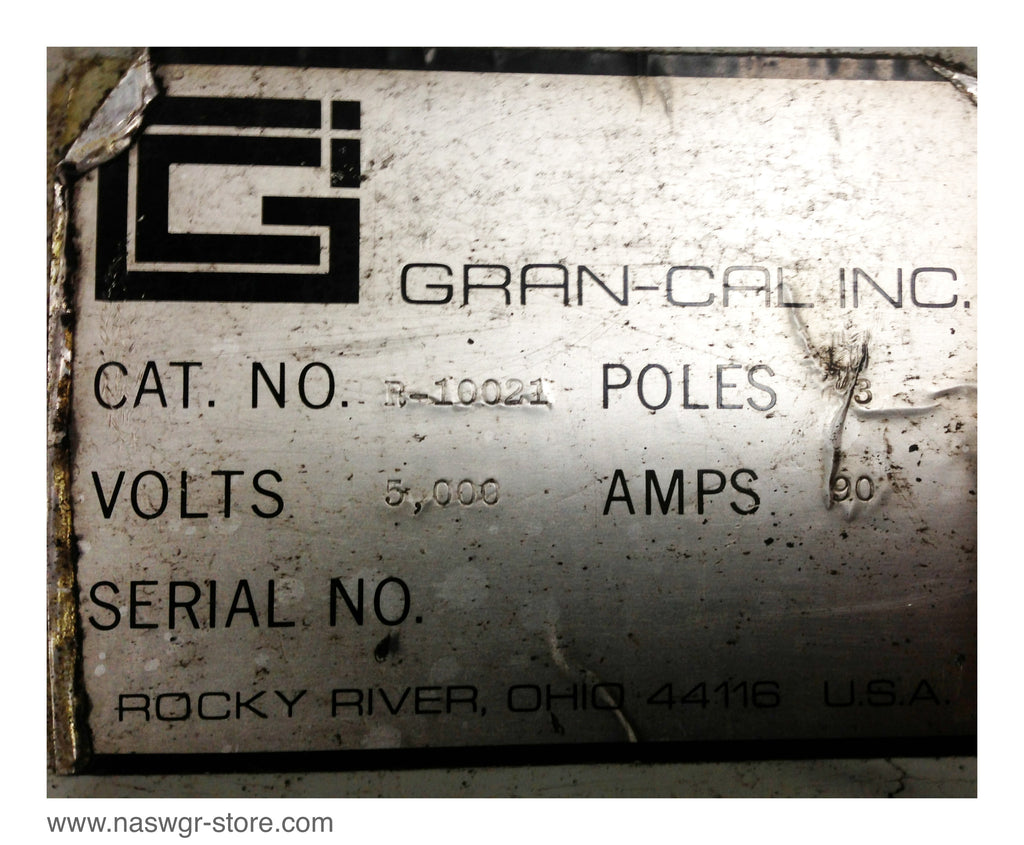 GRAN-CAL INC.
CAT. NO. R-10021 POLES 3
VOLTS 5,000 AMPS 90
SERIAL NO.
ROCKY RIVER, OHIO 44116 U.S.A.
www.naswgr-store.com